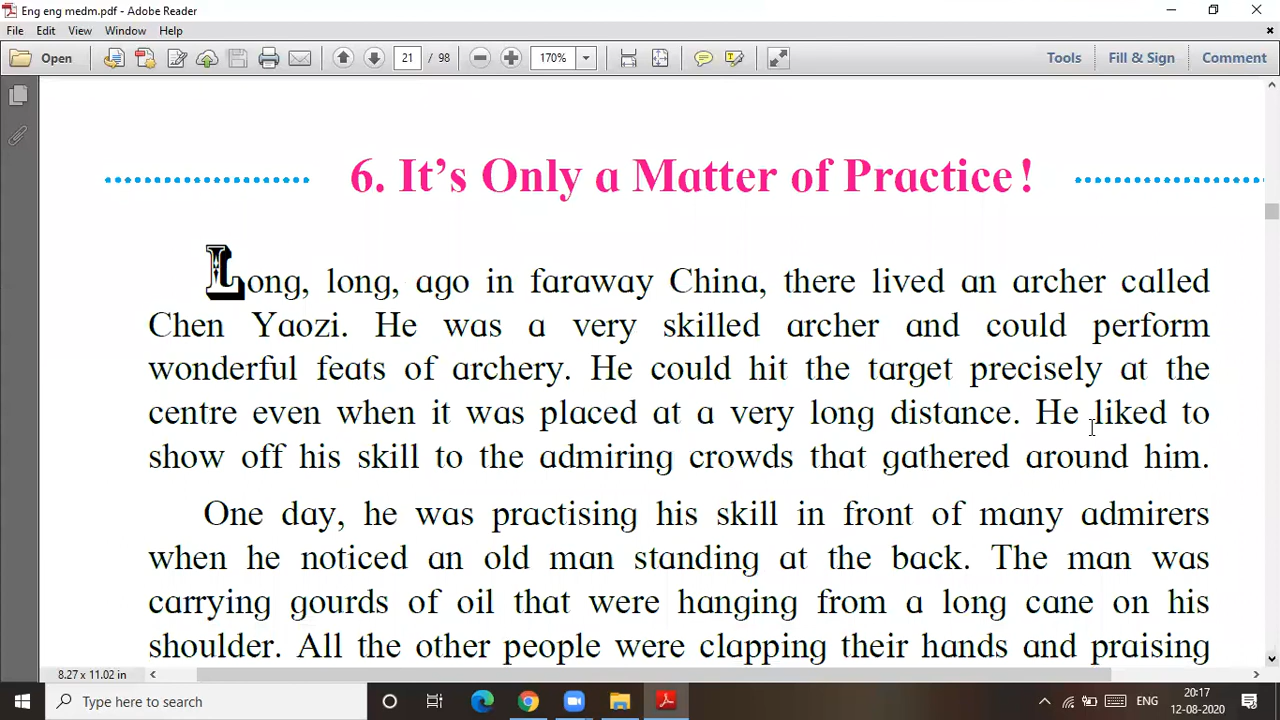 Eng eng medm.pdf - Adobe Reader
File Edit View Window Help
Open 21 / 98 170% Tools Fill & Sign Comment
6. It's Only a Matter of Practice!
Long, long, ago in faraway China, there lived an archer called
Chen Yaozi. He was a very skilled archer and could perform
wonderful feats of archery. He could hit the target precisely at the
centre even when it was placed at a very long distance. He liked to
show off his skill to the admiring crowds that gathered around him.
One day, he was practising his skill in front of many admirers
when he noticed an old man standing at the back. The man was
carrying gourds of oil that were hanging from a long cane on his
shoulder. All the other people were clapping their hands and praising
8.27 x 11.02 in
Type here to search ENG 20:17
12-08-2020